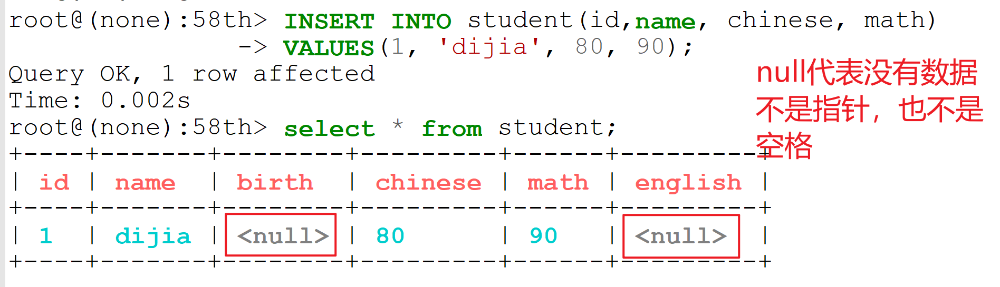 root@(none):58th> INSERT INTO student(id,name, chinese, math)
-> VALUES(1, 'dijia', 80, 90);
Query OK, 1 row affected
Time: 0.002s
root@(none):58th> select * from student;
null代表没有数据
不是指针，也不是
空格
+----+-------+--------+---------+------+---------+
| id | name  | birth  | chinese | math | english |
+----+-------+--------+---------+------+---------+
| 1  | dijia | <null> | 80      | 90   | <null>  |
+----+-------+--------+---------+------+---------+